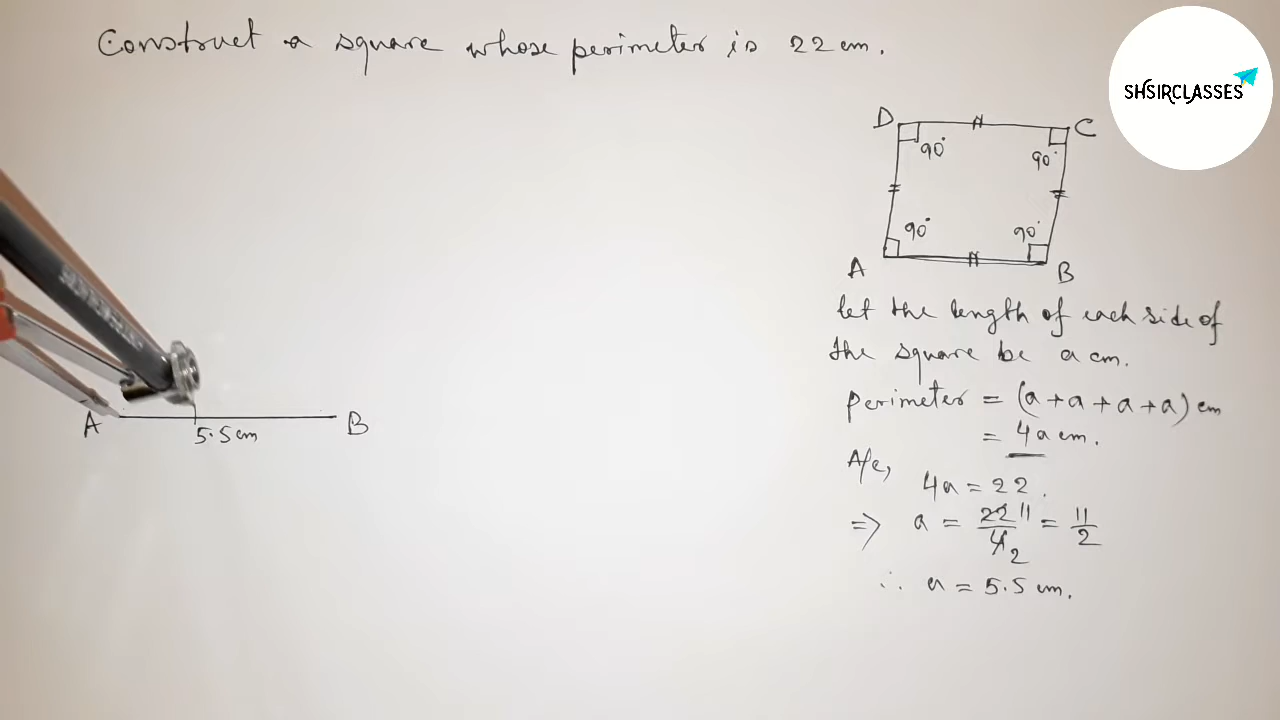 Construct a square whose perimeter is 22 cm.
SHSIRCLASSES
D
C
90°
90°
90°
90°
A
B
let the length of each side of
the square be a cm.
perimeter = (a+a+a+a) cm
= 4a cm.
A/c,
4a = 22.
=> a = 22/4 11 2 = 11/2
∴ a = 5.5 cm.
A
B
5.5 cm